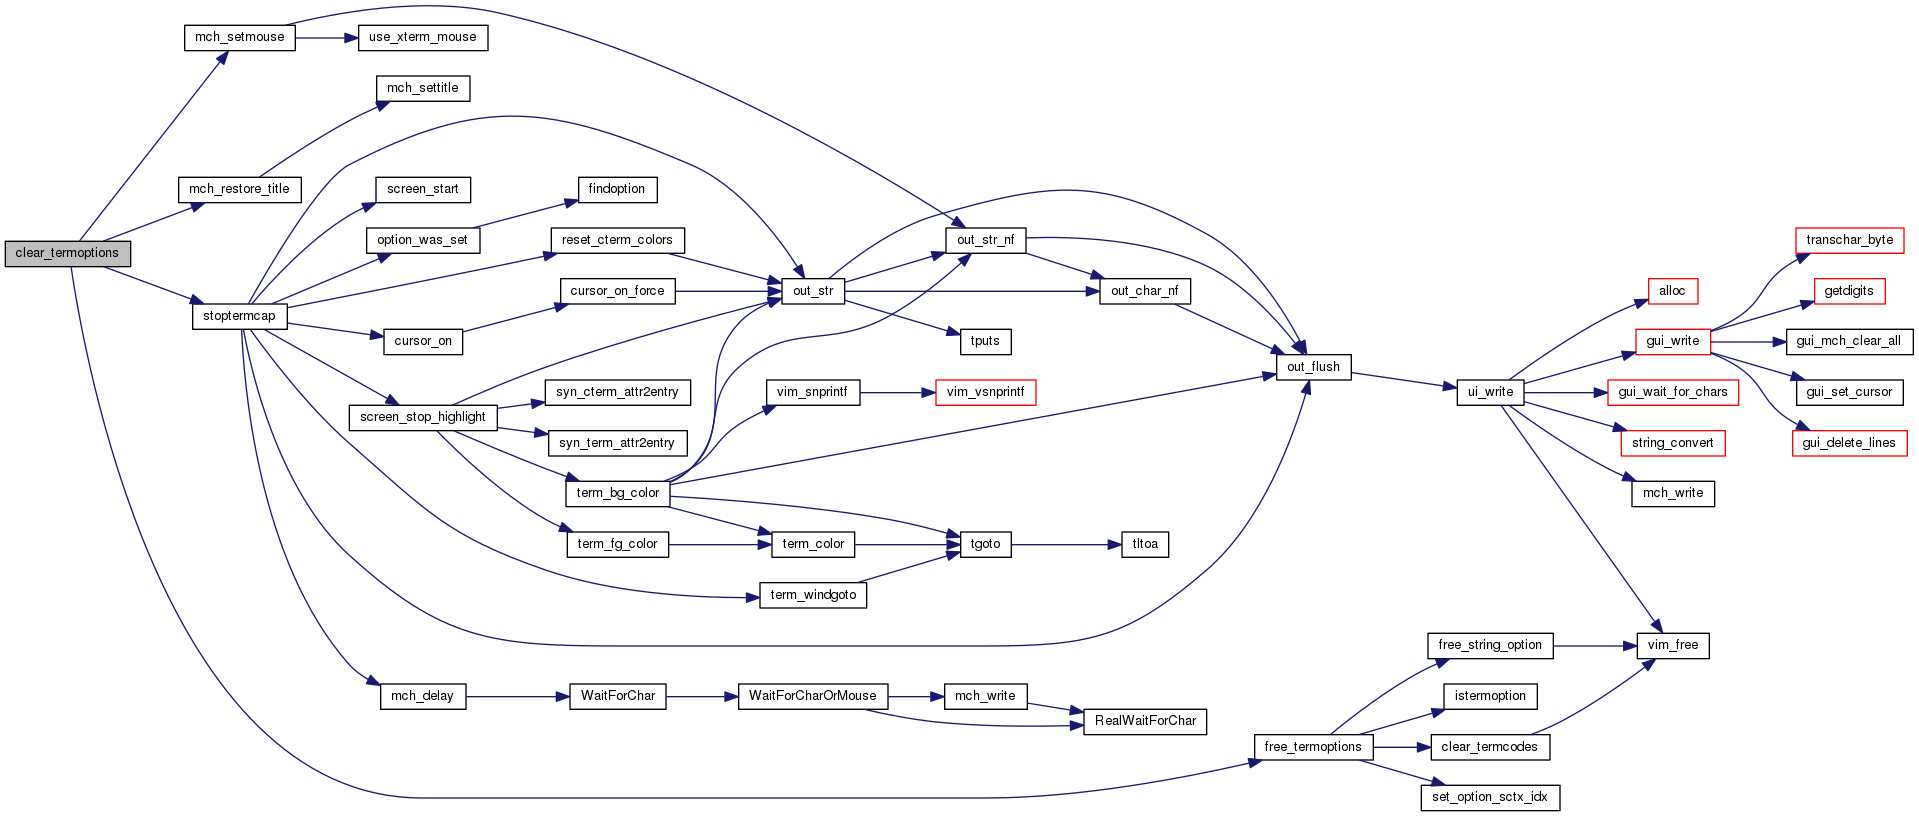 clear_termoptions
mch_setmouse
use_xterm_mouse
mch_settitle
mch_restore_title
screen_start
findoption
option_was_set
reset_cterm_colors
stoptermcap
cursor_on_force
cursor_on
out_str
out_str_nf
out_char_nf
tputs
out_flush
screen_stop_highlight
syn_cterm_attr2entry
syn_term_attr2entry
vim_snprintf
vim_vsnprintf
term_bg_color
term_fg_color
term_color
tgoto
tltoa
term_windgoto
mch_delay
WaitForChar
WaitForCharOrMouse
mch_write
RealWaitForChar
ui_write
alloc
gui_write
gui_wait_for_chars
string_convert
mch_write
transchar_byte
getdigits
gui_mch_clear_all
gui_set_cursor
gui_delete_lines
free_string_option
vim_free
istermoption
free_termoptions
clear_termcodes
set_option_sctx_idx